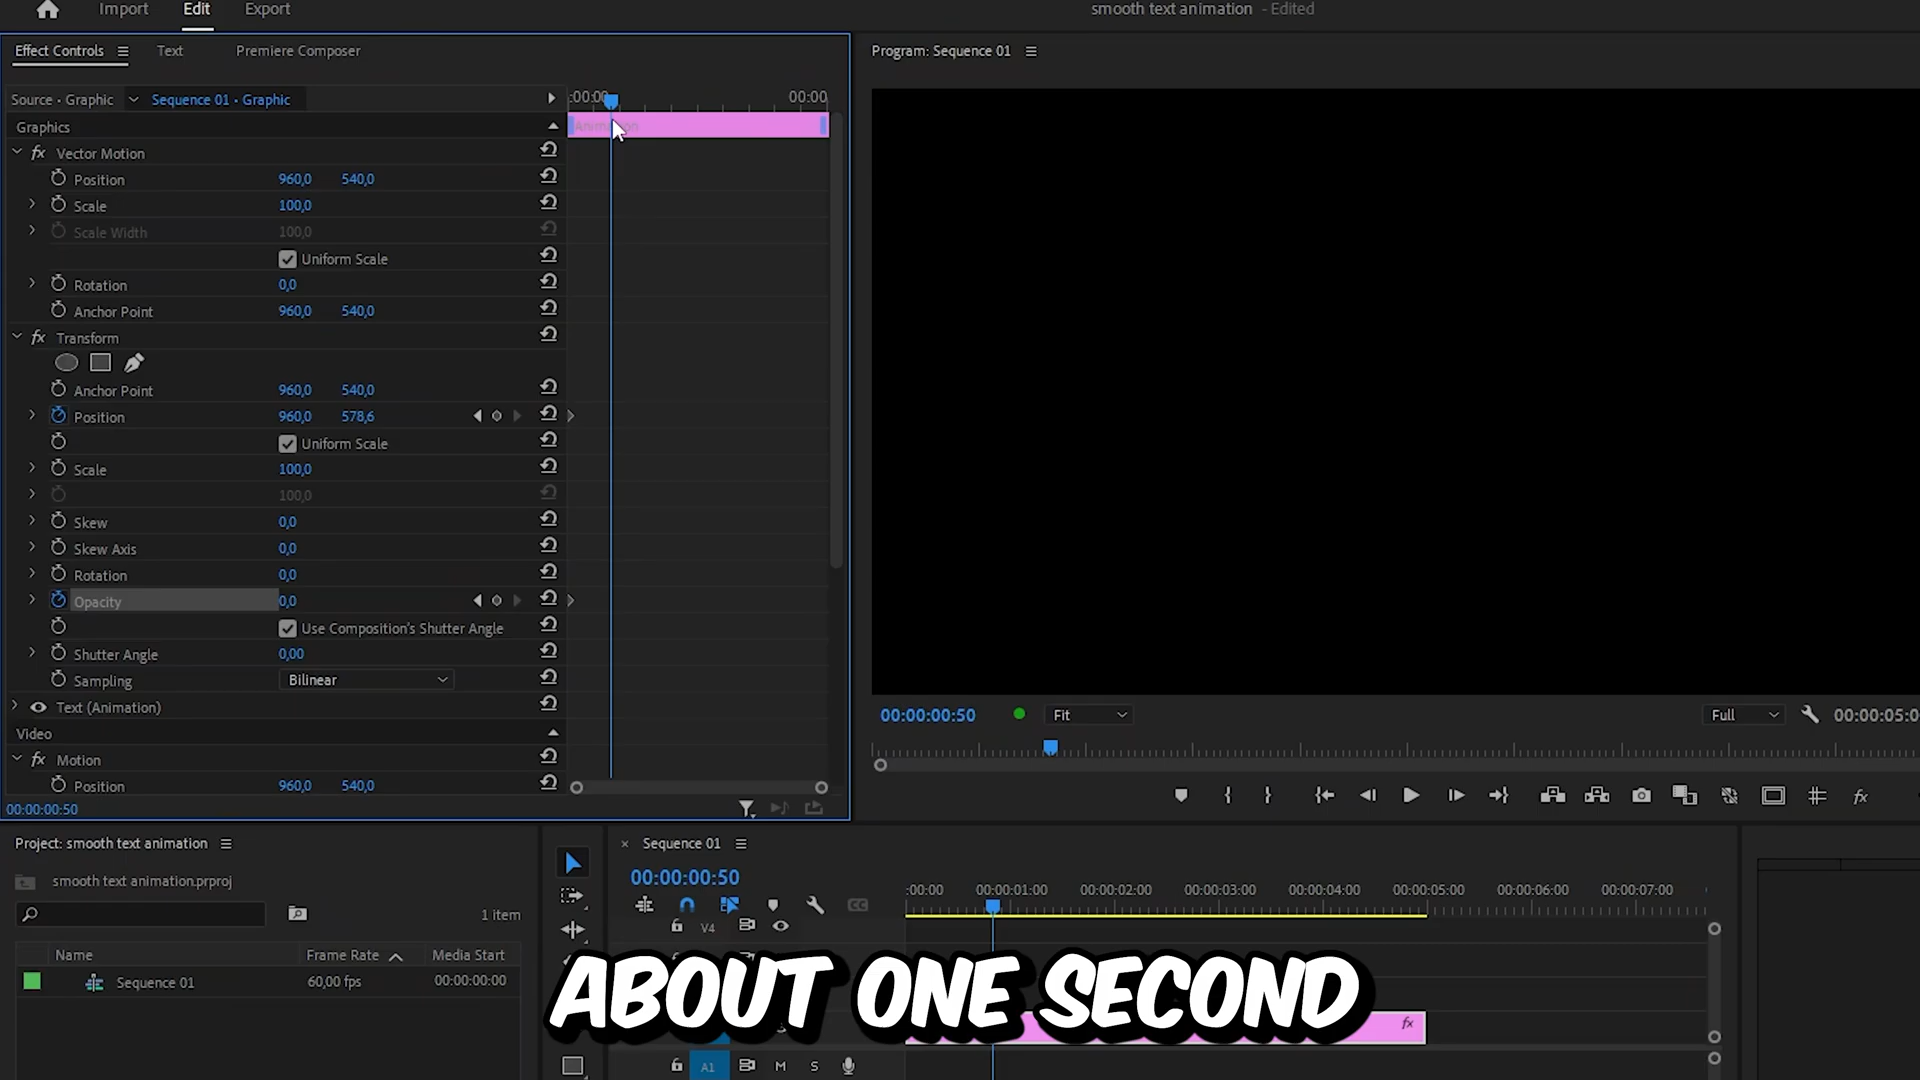 Import Edit Export smooth text animation - Edited
Effect Controls Text Premiere Composer
Source · Graphic Sequence 01 · Graphic :00:00 00:00
Graphics Animation
fx Vector Motion
Position 960,0 540,0
Scale 100,0
Scale Width 100,0
Uniform Scale
Rotation 0,0
Anchor Point 960,0 540,0
fx Transform
Anchor Point 960,0 540,0
Position 960,0 578,6
Uniform Scale
Scale 100,0
100,0
Skew 0,0
Skew Axis 0,0
Rotation 0,0
Opacity 0,0
Use Composition's Shutter Angle
Shutter Angle 0,00
Sampling Bilinear
Text (Animation)
Video
fx Motion
Position 960,0 540,0
00:00:00:50
Program: Sequence 01
00:00:00:50 Fit Full 00:00:05:0
fx
Project: smooth text animation
smooth text animation.prproj
1 item
Name Frame Rate Media Start
Sequence 01 60,00 fps 00:00:00:00
× Sequence 01
00:00:00:50
CC
:00:00 00:00:01:00 00:00:02:00 00:00:03:00 00:00:04:00 00:00:05:00 00:00:06:00 00:00:07:00
V4
fx
A1 M S
ABOUT ONE SECOND